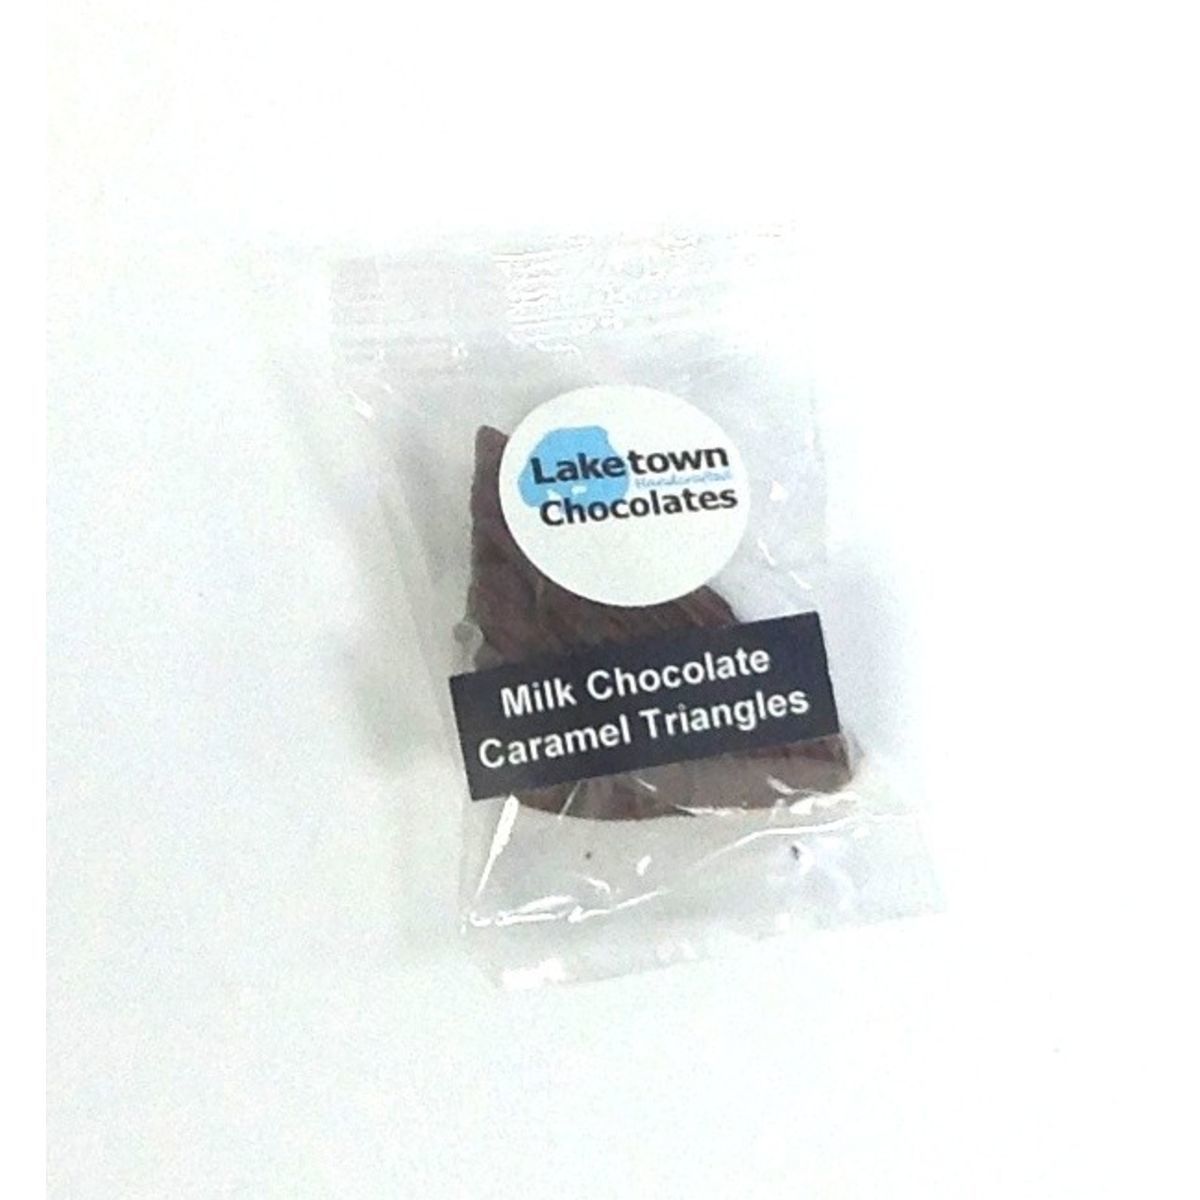 Laketown
Handcrafted
Chocolates
Milk Chocolate
Caramel Triangles